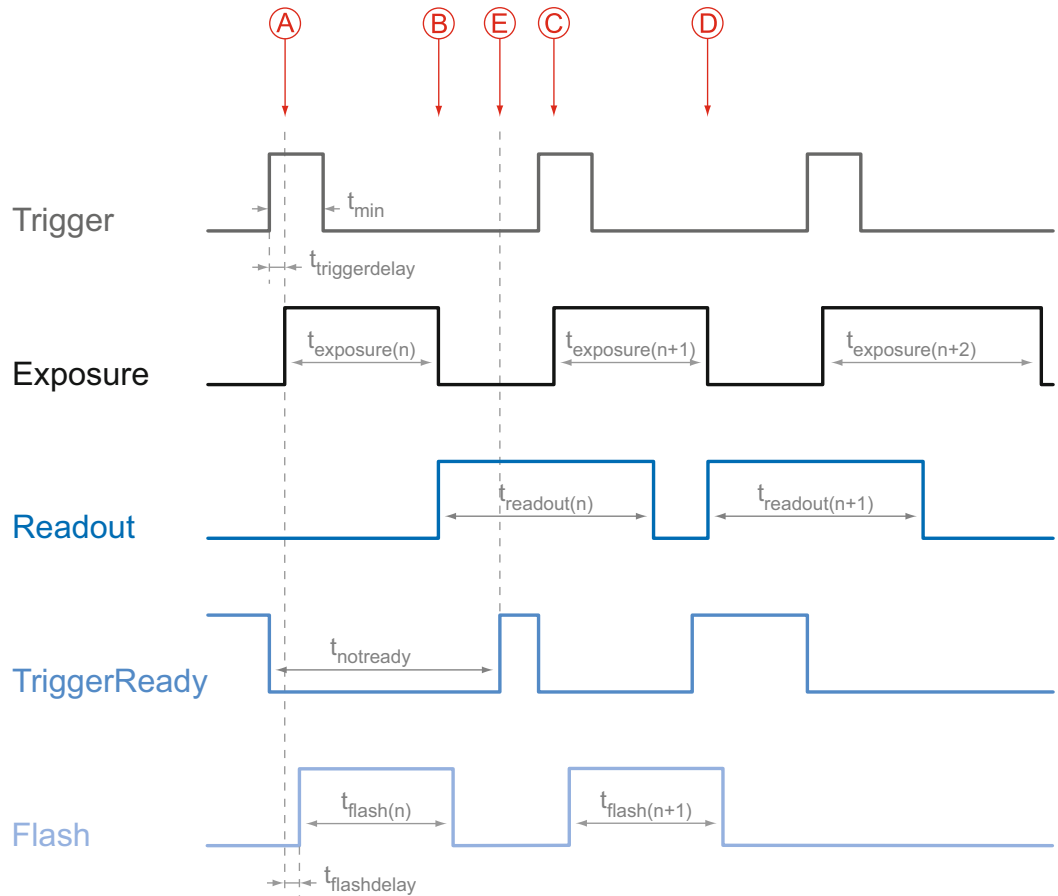 A B E C D
Trigger
tmin
ttriggerdelay
Exposure
texposure(n) texposure(n+1) texposure(n+2)
Readout
treadout(n) treadout(n+1)
TriggerReady
tnotready
Flash
tflash(n) tflash(n+1)
tflashdelay